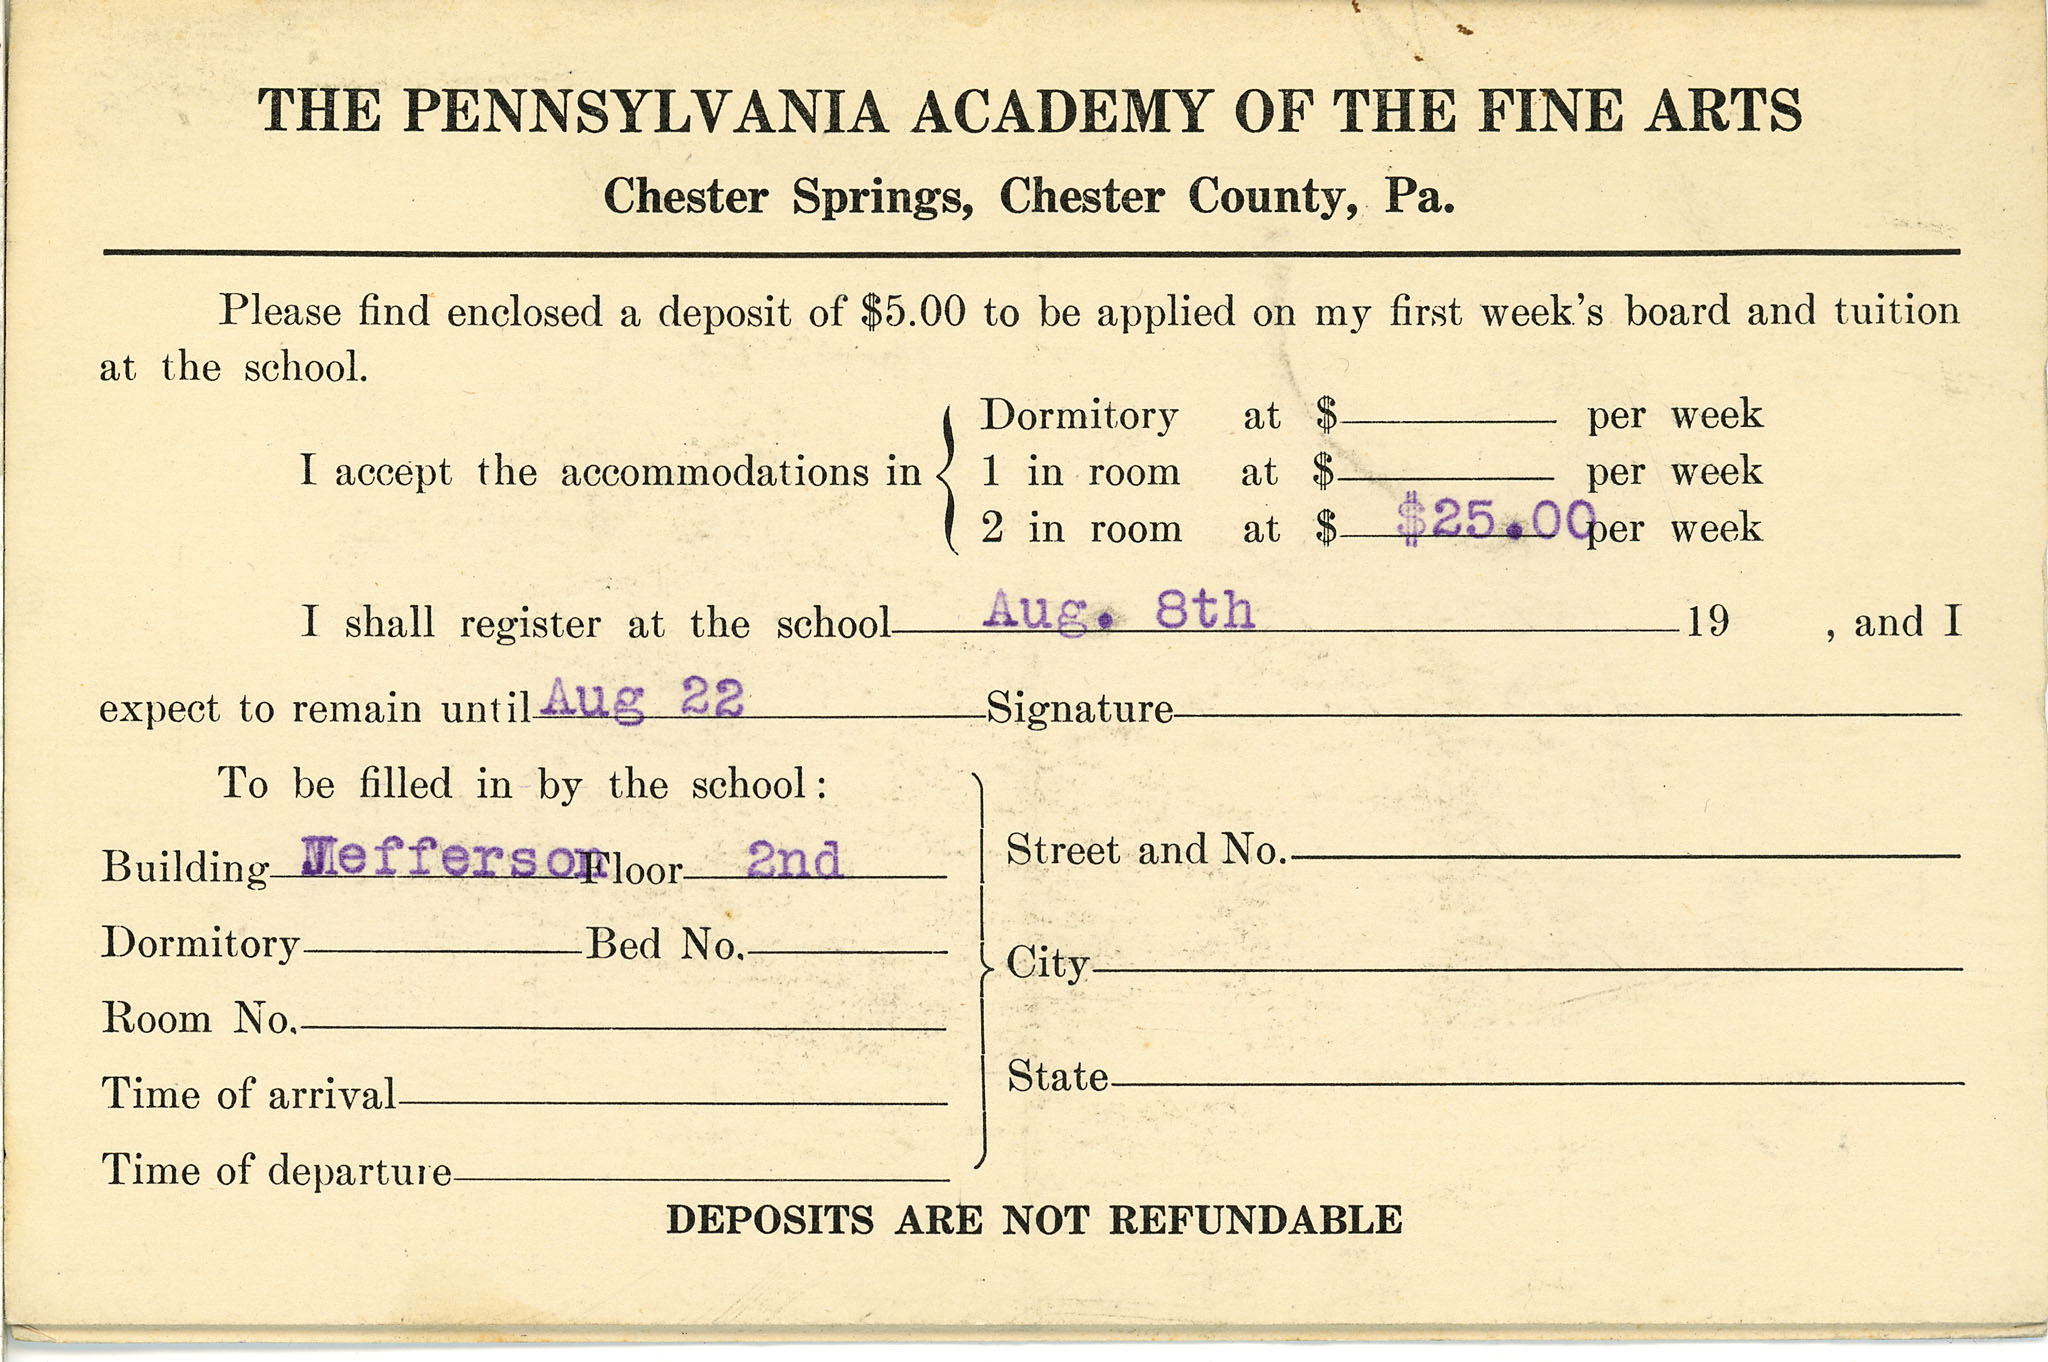 THE PENNSYLVANIA ACADEMY OF THE FINE ARTS
Chester Springs, Chester County, Pa.
Please find enclosed a deposit of $5.00 to be applied on my first week's board and tuition
at the school.
Dormitory at $ per week
I accept the accommodations in 1 in room at $ per week
2 in room at $ $25.00 per week
I shall register at the school Aug. 8th 19 , and I
expect to remain until Aug 22 Signature
To be filled in by the school:
Building Floor 2nd
Street and No.
Dormitory Bed No.
City
Room No.
State
Time of arrival
Time of departure
DEPOSITS ARE NOT REFUNDABLE